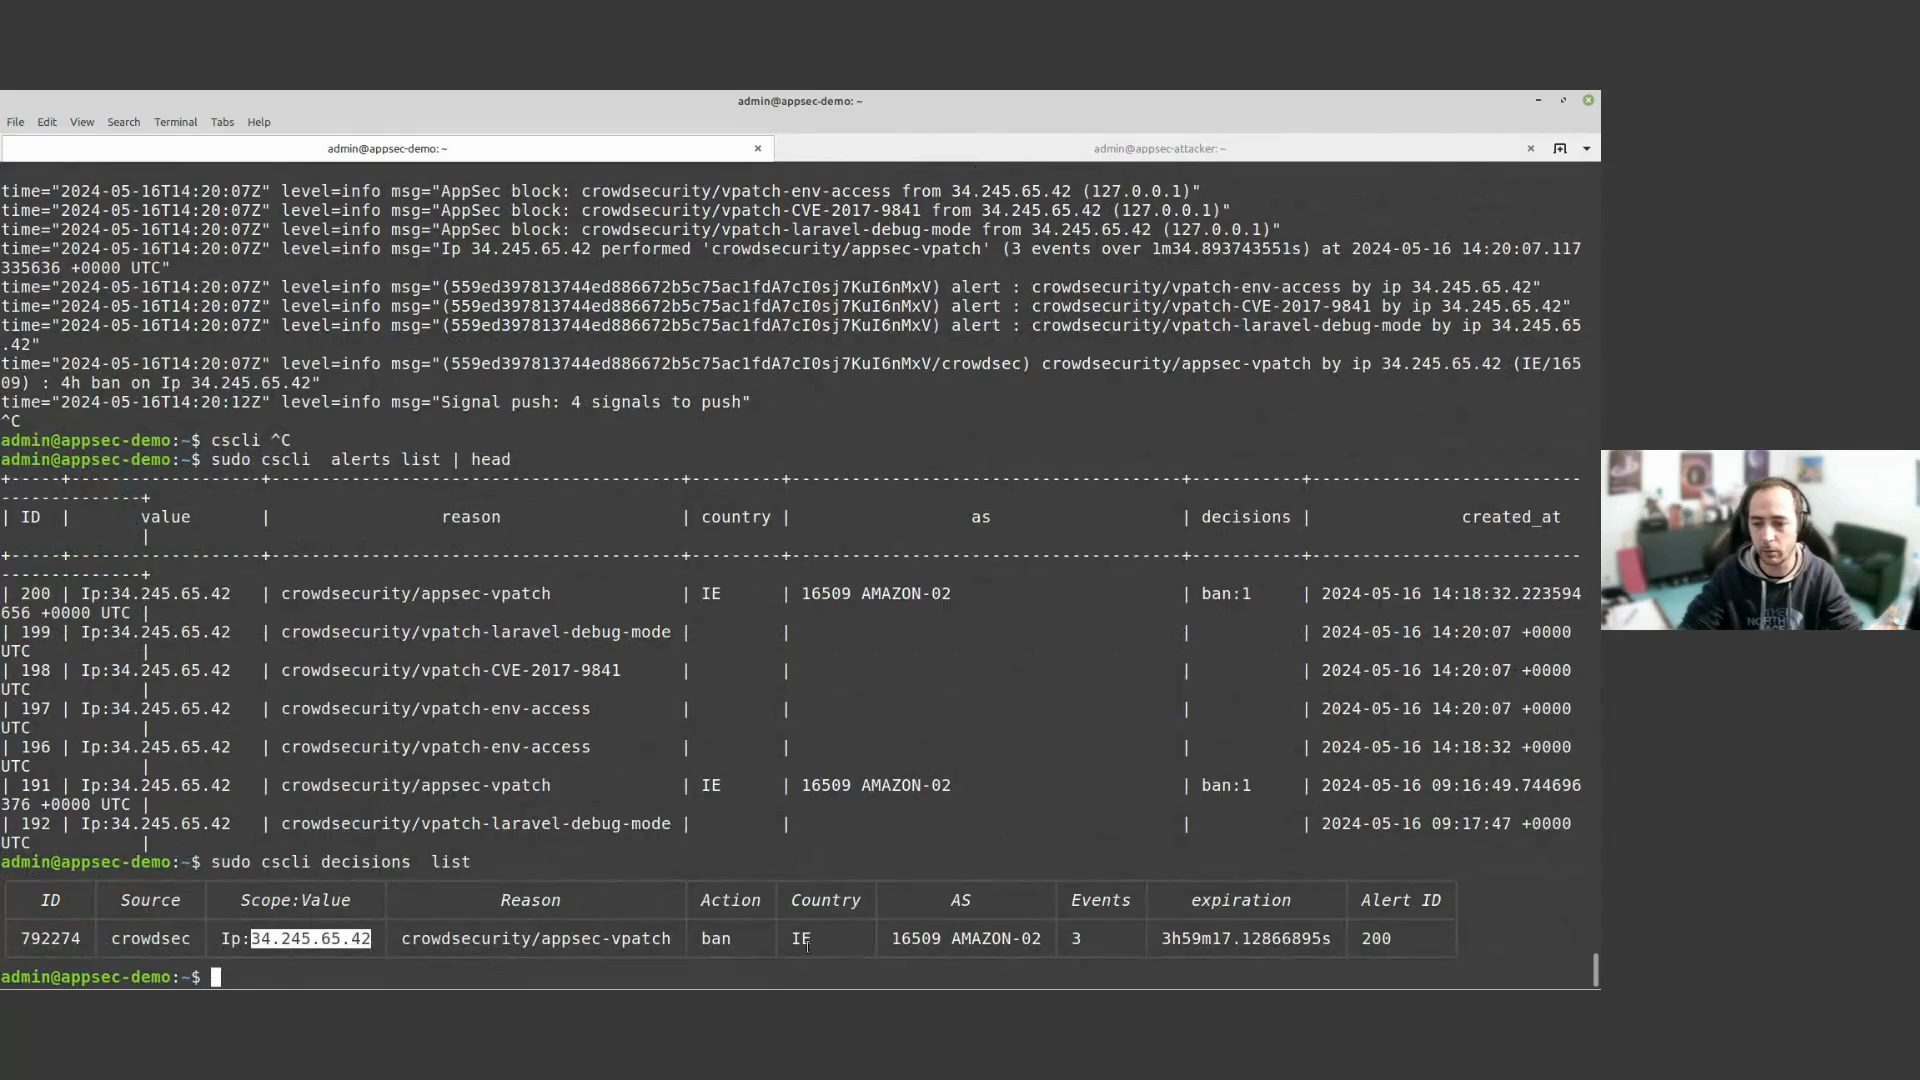 admin@appsec-demo: ~
File Edit View Search Terminal Tabs Help
admin@appsec-demo: ~ × admin@appsec-attacker: ~ ×
time="2024-05-16T14:20:07Z" level=info msg="AppSec block: crowdsecurity/vpatch-env-access from 34.245.65.42 (127.0.0.1)"
time="2024-05-16T14:20:07Z" level=info msg="AppSec block: crowdsecurity/vpatch-CVE-2017-9841 from 34.245.65.42 (127.0.0.1)"
time="2024-05-16T14:20:07Z" level=info msg="AppSec block: crowdsecurity/vpatch-laravel-debug-mode from 34.245.65.42 (127.0.0.1)"
time="2024-05-16T14:20:07Z" level=info msg="Ip 34.245.65.42 performed 'crowdsecurity/appsec-vpatch' (3 events over 1m34.893743551s) at 2024-05-16 14:20:07.117
335636 +0000 UTC"
time="2024-05-16T14:20:07Z" level=info msg="(559ed397813744ed886672b5c75ac1fdA7cI0sj7KuI6nMxV) alert : crowdsecurity/vpatch-env-access by ip 34.245.65.42"
time="2024-05-16T14:20:07Z" level=info msg="(559ed397813744ed886672b5c75ac1fdA7cI0sj7KuI6nMxV) alert : crowdsecurity/vpatch-CVE-2017-9841 by ip 34.245.65.42"
time="2024-05-16T14:20:07Z" level=info msg="(559ed397813744ed886672b5c75ac1fdA7cI0sj7KuI6nMxV) alert : crowdsecurity/vpatch-laravel-debug-mode by ip 34.245.65
.42"
time="2024-05-16T14:20:07Z" level=info msg="(559ed397813744ed886672b5c75ac1fdA7cI0sj7KuI6nMxV/crowdsec) crowdsecurity/appsec-vpatch by ip 34.245.65.42 (IE/165
09) : 4h ban on Ip 34.245.65.42"
time="2024-05-16T14:20:12Z" level=info msg="Signal push: 4 signals to push"
^C
admin@appsec-demo:~$ cscli ^C
admin@appsec-demo:~$ sudo cscli  alerts list | head
| ID | value | reason | country | as | decisions | created_at
|
| 200 | Ip:34.245.65.42 | crowdsecurity/appsec-vpatch | IE | 16509 AMAZON-02 | ban:1 | 2024-05-16 14:18:32.223594
656 +0000 UTC |
| 199 | Ip:34.245.65.42 | crowdsecurity/vpatch-laravel-debug-mode | | | | 2024-05-16 14:20:07 +0000
UTC |
| 198 | Ip:34.245.65.42 | crowdsecurity/vpatch-CVE-2017-9841 | | | | 2024-05-16 14:20:07 +0000
UTC |
| 197 | Ip:34.245.65.42 | crowdsecurity/vpatch-env-access | | | | 2024-05-16 14:20:07 +0000
UTC |
| 196 | Ip:34.245.65.42 | crowdsecurity/vpatch-env-access | | | | 2024-05-16 14:18:32 +0000
UTC |
| 191 | Ip:34.245.65.42 | crowdsecurity/appsec-vpatch | IE | 16509 AMAZON-02 | ban:1 | 2024-05-16 09:16:49.744696
376 +0000 UTC |
| 192 | Ip:34.245.65.42 | crowdsecurity/vpatch-laravel-debug-mode | | | | 2024-05-16 09:17:47 +0000
UTC |
admin@appsec-demo:~$ sudo cscli decisions  list
ID Source Scope:Value Reason Action Country AS Events expiration Alert ID
792274 crowdsec Ip:34.245.65.42 crowdsecurity/appsec-vpatch ban IE 16509 AMAZON-02 3 3h59m17.12866895s 200
admin@appsec-demo:~$
THE
NORTH